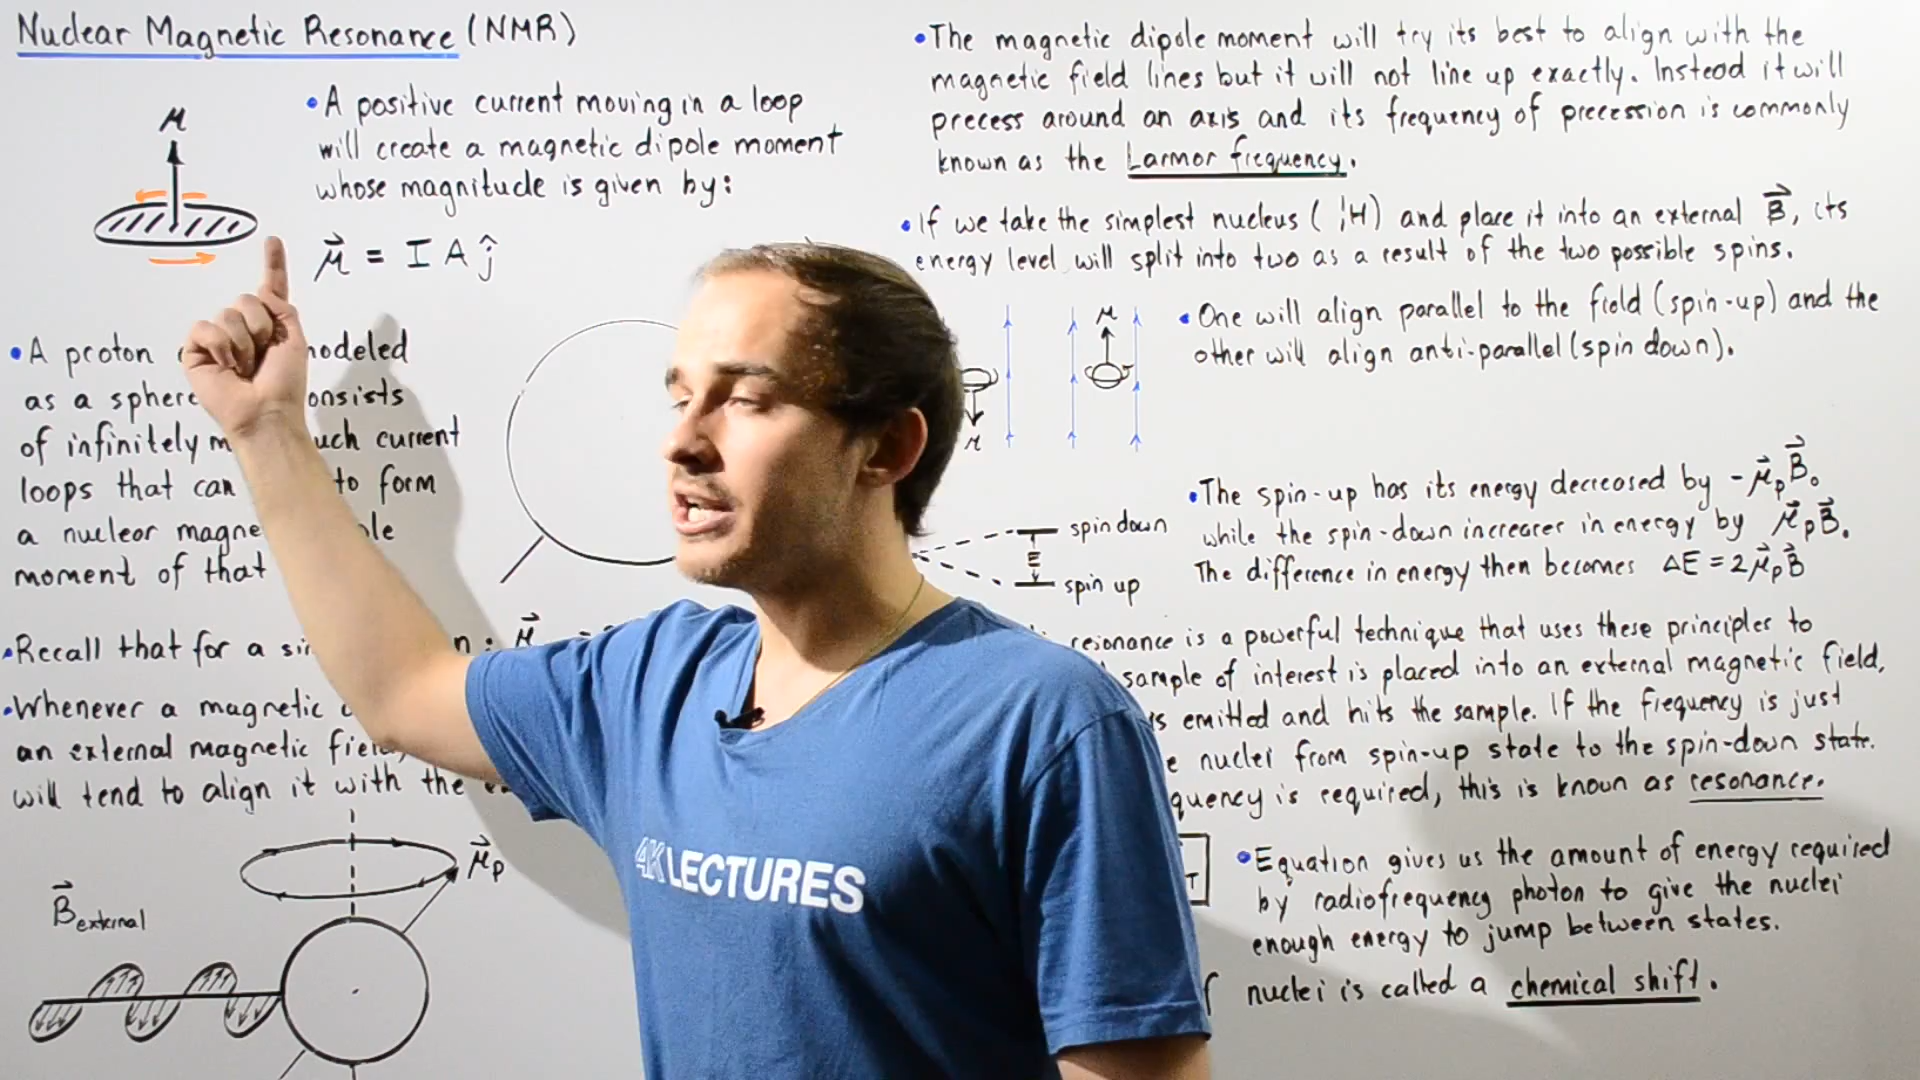 Nuclear Magnetic Resonance (NMR)
μ
• A positive current moving in a loop
will create a magnetic dipole moment
whose magnitude is given by:
μ⃗ = I A ĵ
• A proton modeled
as a sphere onsists
of infinitely m uch current
loops that can to form
a nuclear magne ole
moment of that
• Recall that for a si n: μ⃗
• Whenever a magnetic
an external magnetic field,
will tend to align it with the
μ⃗p
B⃗external
• The magnetic dipole moment will try its best to align with the
magnetic field lines but it will not line up exactly. Instead it will
precess around an axis and its frequency of precession is commonly
known as the Larmor frequency.
• If we take the simplest nucleus (¹₁H) and place it into an external B⃗, its
energy level will split into two as a result of the two possible spins.
μ
μ
• One will align parallel to the field (spin-up) and the
other will align anti-parallel (spin down).
spin down
E
spin up
• The spin-up has its energy decreased by -μ⃗pB⃗.
while the spin-down increases in energy by μ⃗pB⃗.
The difference in energy then becomes ΔE = 2μ⃗pB⃗
resonance is a powerful technique that uses these principles to
sample of interest is placed into an external magnetic field,
is emitted and hits the sample. If the frequency is just
e nuclei from spin-up state to the spin-down state.
quency is required, this is known as resonance.
T
• Equation gives us the amount of energy required
by radiofrequency photon to give the nuclei
enough energy to jump between states.
f nuclei is called a chemical shift.
AK LECTURES